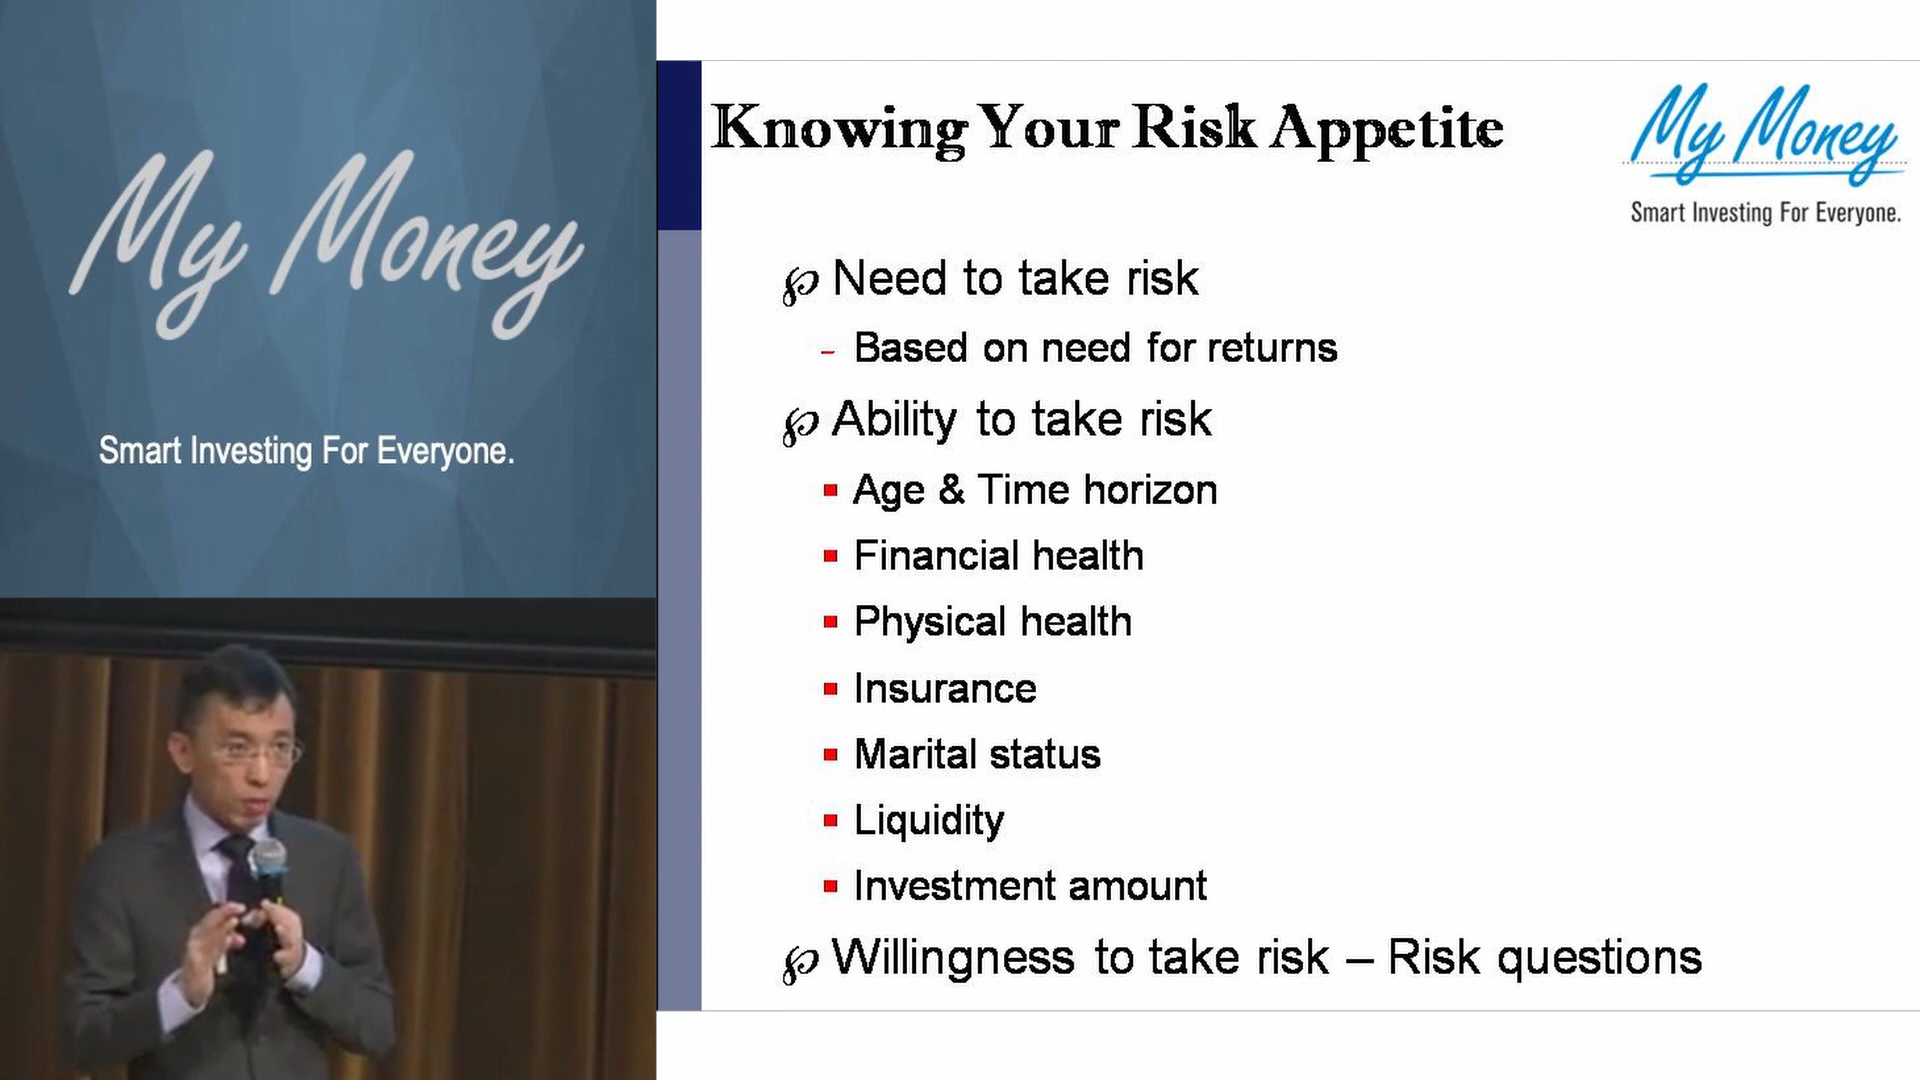 My Money
Smart Investing For Everyone.
Knowing Your Risk Appetite
My Money
Smart Investing For Everyone.
Need to take risk
- Based on need for returns
Ability to take risk
Age & Time horizon
Financial health
Physical health
Insurance
Marital status
Liquidity
Investment amount
Willingness to take risk – Risk questions